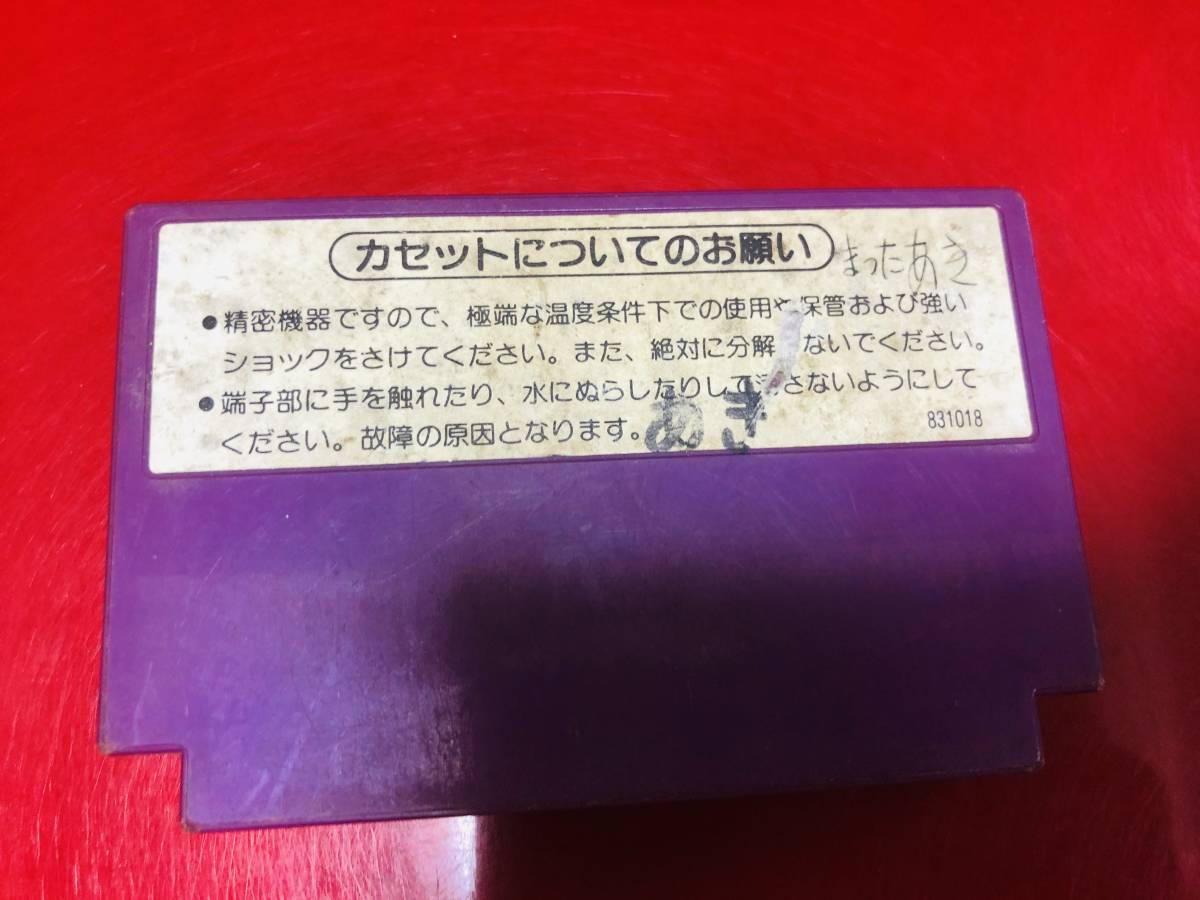 カセットについてのお願い まったあき
●精密機器ですので、極端な温度条件下での使用や保管および強い
ショックをさけてください。また、絶対に分解 ないでください。
●端子部に手を触れたり、水にぬらしたりして さないようにして
ください。故障の原因となります。 あき
831018